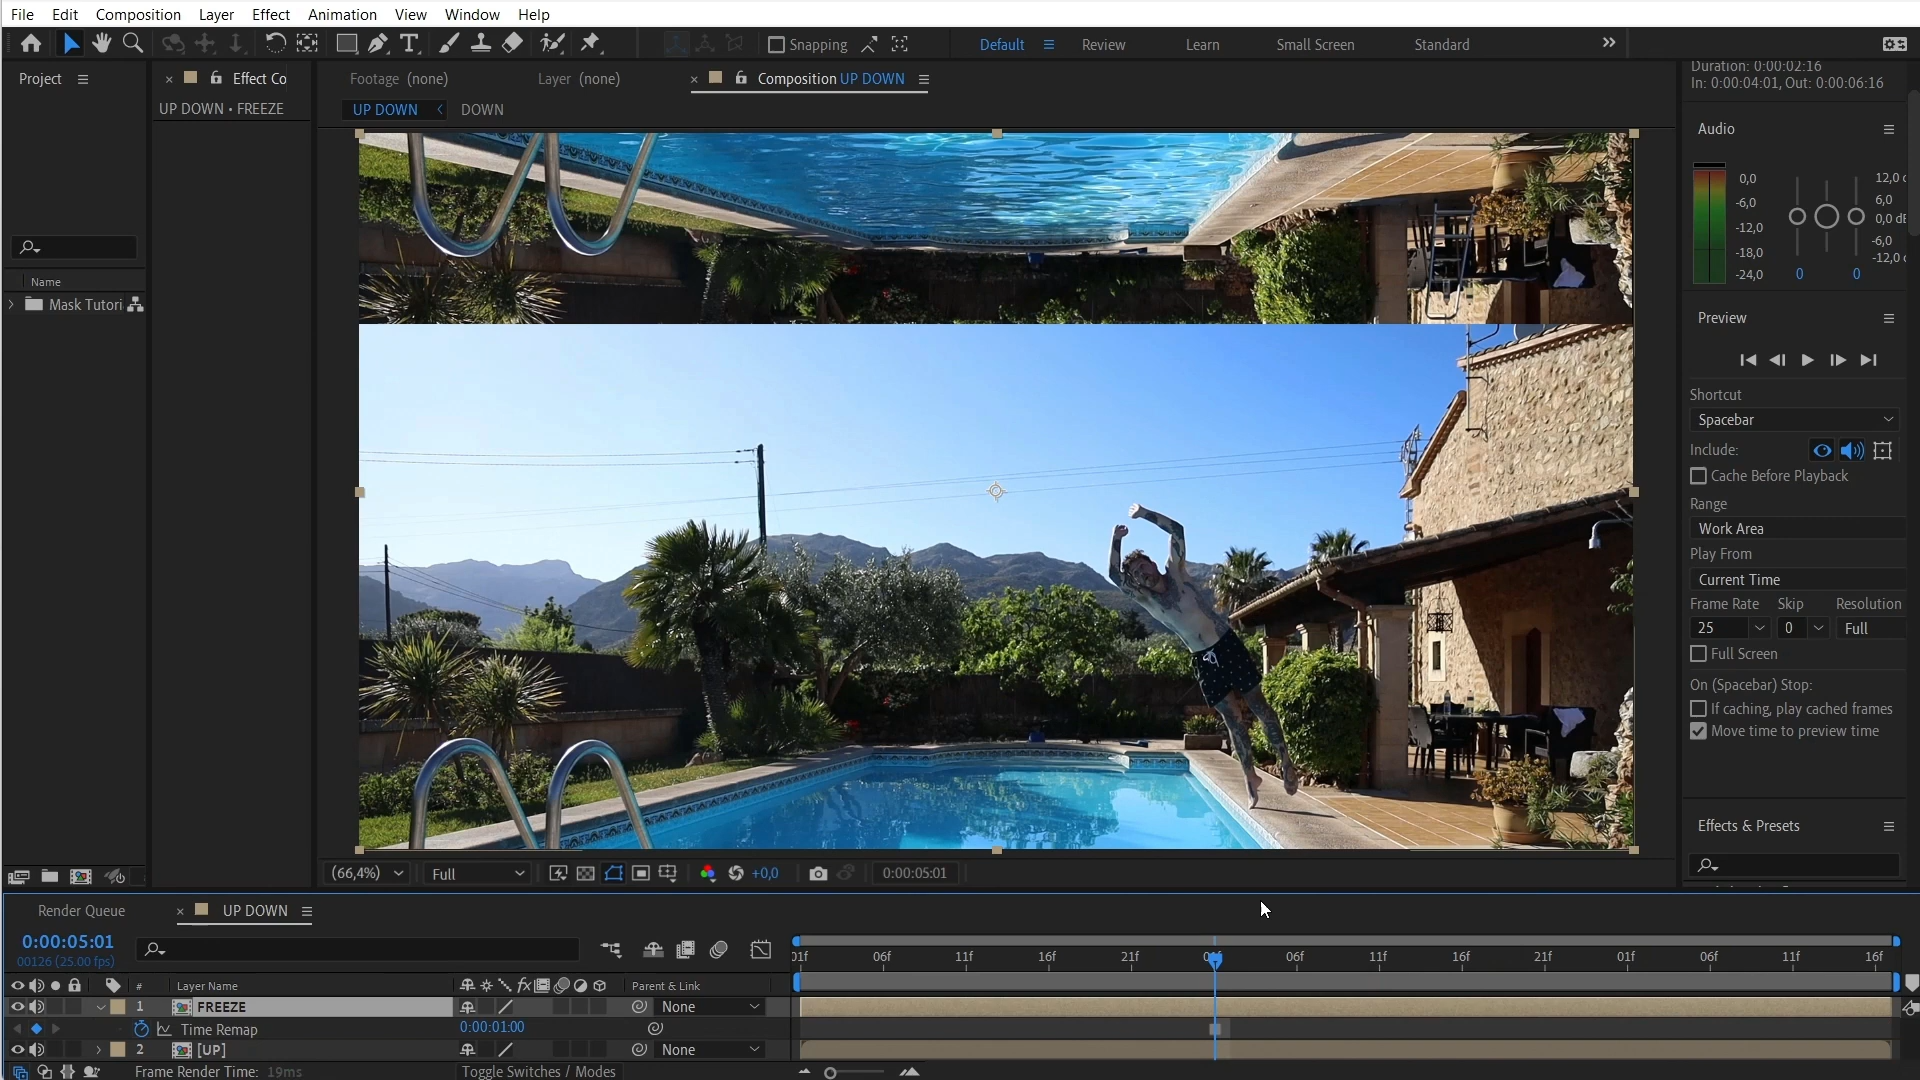 File Edit Composition Layer Effect Animation View Window Help
Snapping Default Review Learn Small Screen Standard
Project Effect Co Footage (none) Layer (none) Composition UP DOWN
UP DOWN • FREEZE UP DOWN DOWN
Duration: 0:00:02:16
In: 0:00:04:01, Out: 0:00:06:16
Audio
0,0 12,0
-6,0 6,0
-12,0 0,0 dB
-18,0 -6,0
-24,0 -12,0
0 0
Name
Mask Tutori
Preview
Shortcut
Spacebar
Include:
Cache Before Playback
Range
Work Area
Play From
Current Time
Frame Rate Skip Resolution
25 0 Full
Full Screen
On (Spacebar) Stop:
If caching, play cached frames
Move time to preview time
Effects & Presets
(66,4%) Full +0,0 0:00:05:01
Render Queue UP DOWN
0:00:05:01
00126 (25.00 fps)
01f 06f 11f 16f 21f 01f 06f 11f 16f 21f 01f 06f 11f 16f
# Layer Name fx Parent & Link
1 FREEZE None
Time Remap 0:00:01:00
2 [UP] None
Frame Render Time: 19ms Toggle Switches / Modes